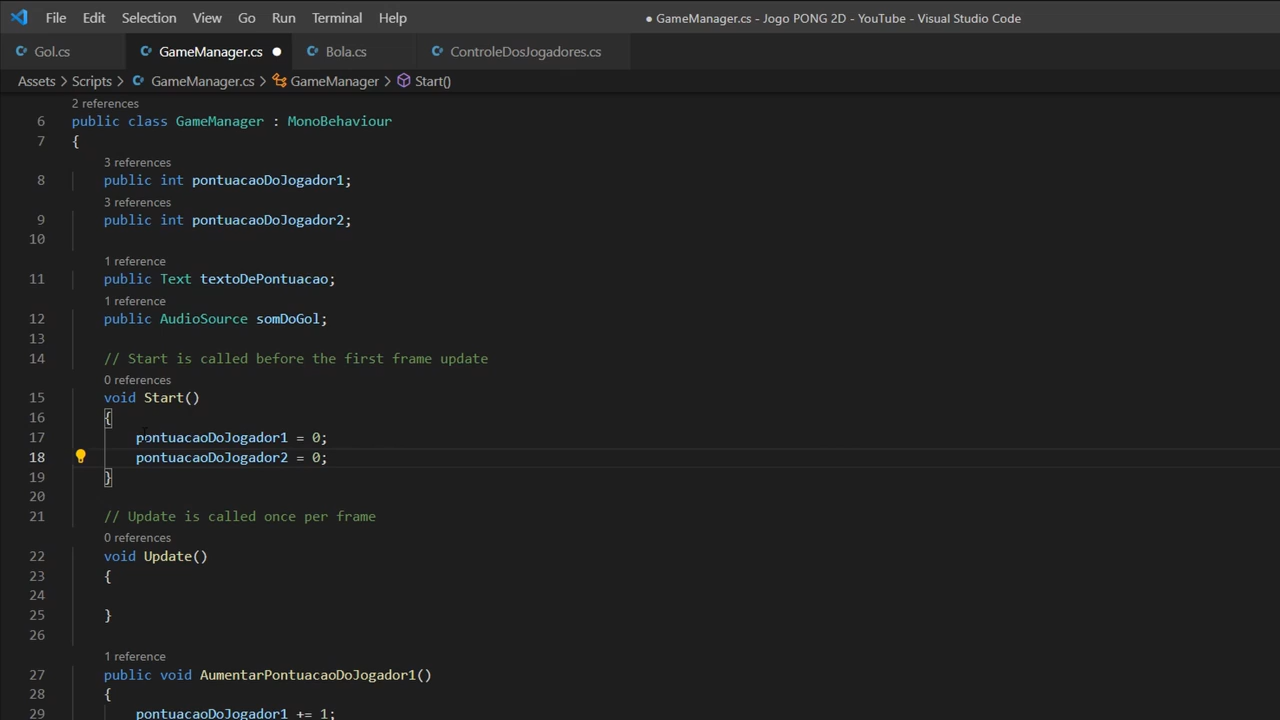 File Edit Selection View Go Run Terminal Help ● GameManager.cs - Jogo PONG 2D - YouTube - Visual Studio Code
Gol.cs GameManager.cs ● Bola.cs ControleDosJogadores.cs
Assets > Scripts > GameManager.cs > GameManager > Start()
2 references
6 public class GameManager : MonoBehaviour
7 {
3 references
8 public int pontuacaoDoJogador1;
3 references
9 public int pontuacaoDoJogador2;
10
1 reference
11 public Text textoDePontuacao;
1 reference
12 public AudioSource somDoGol;
13
14 // Start is called before the first frame update
0 references
15 void Start()
16 {
17 pontuacaoDoJogador1 = 0;
18 pontuacaoDoJogador2 = 0;
19 }
20
21 // Update is called once per frame
0 references
22 void Update()
23 {
24
25 }
26
1 reference
27 public void AumentarPontuacaoDoJogador1()
28 {
29 pontuacaoDoJogador1 += 1;